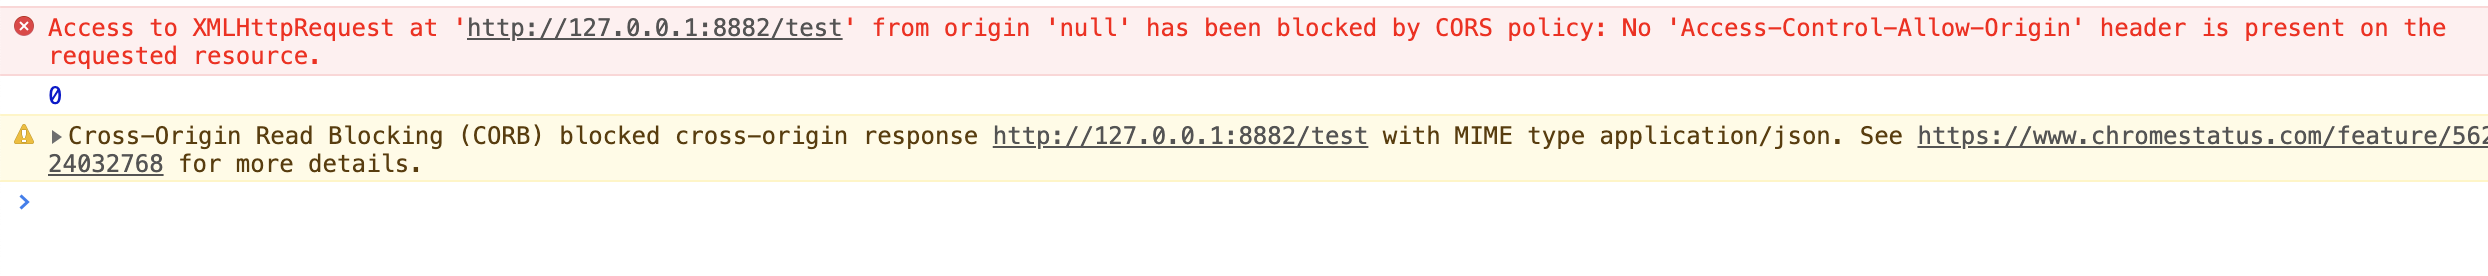 Access to XMLHttpRequest at 'http://127.0.0.1:8882/test' from origin 'null' has been blocked by CORS policy: No 'Access-Control-Allow-Origin' header is present on the
requested resource.
0
Cross-Origin Read Blocking (CORB) blocked cross-origin response http://127.0.0.1:8882/test with MIME type application/json. See https://www.chromestatus.com/feature/562
24032768 for more details.